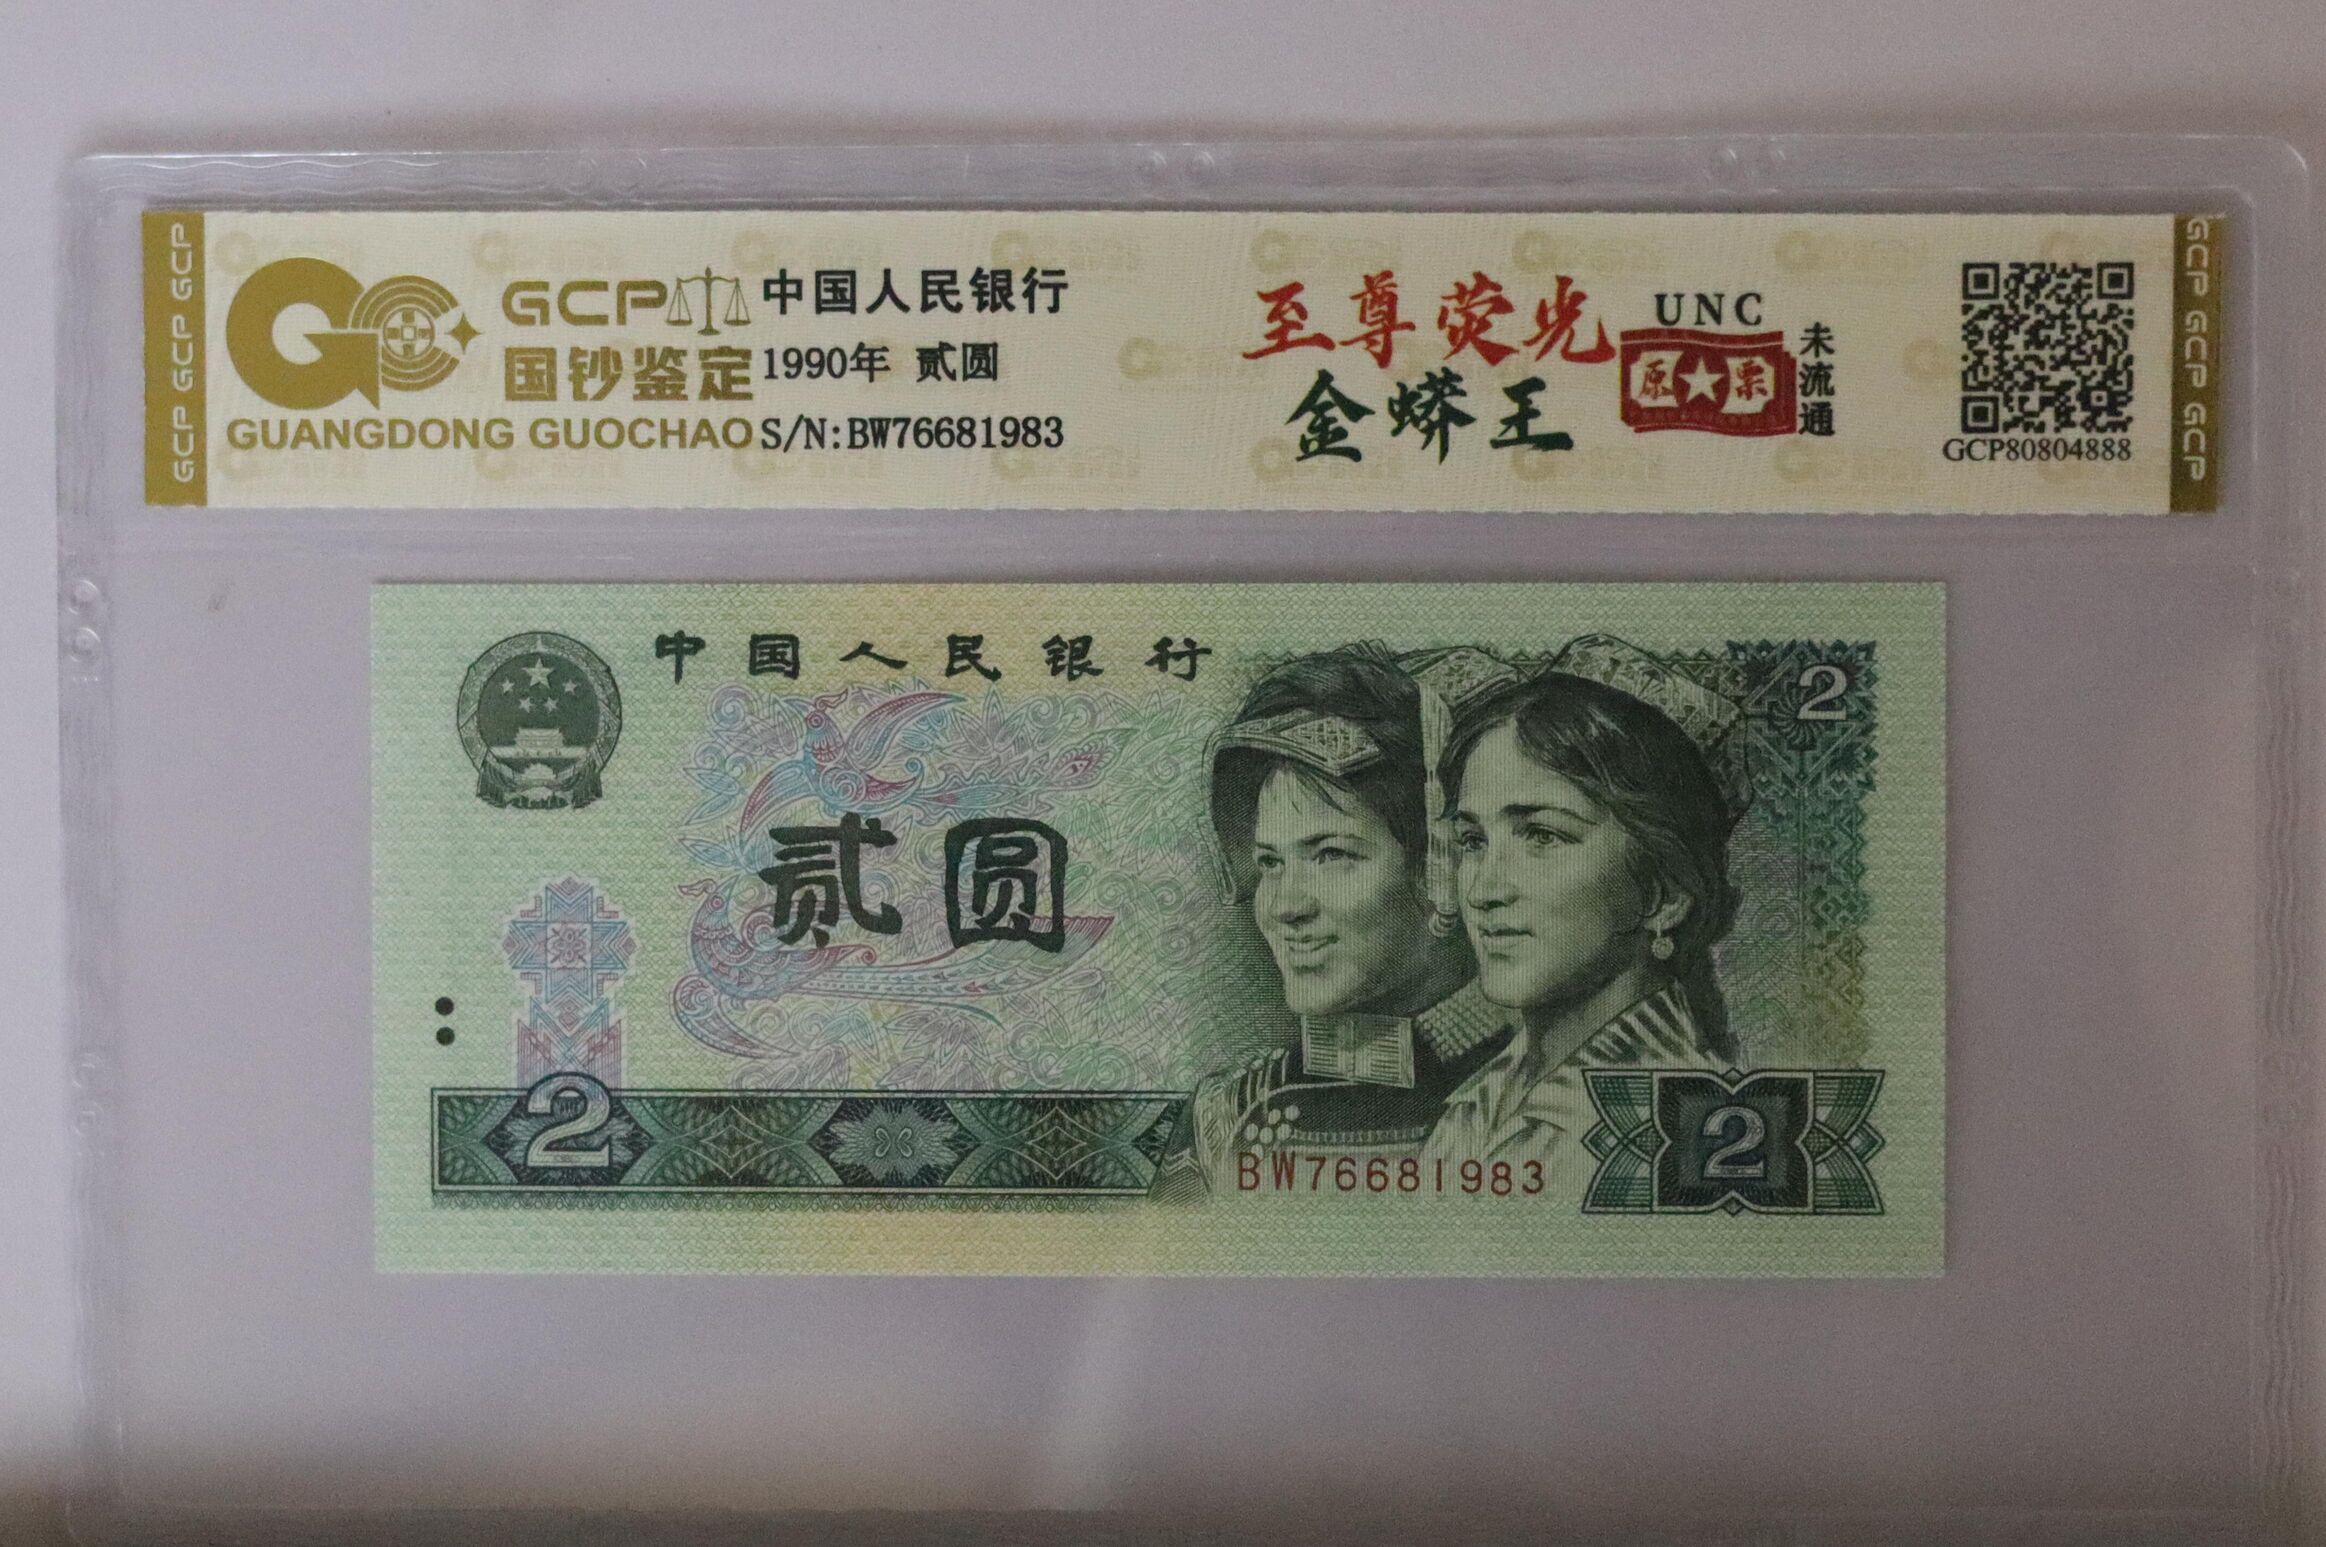 GCP GCP GCP
GCP
国钞鉴定
GUANGDONG GUOCHAO
中国人民银行
1990年 贰圆
S/N:BW76681983
至尊荧光
金蟒王
UNC
原票
未流通
GCP80804888
GCP GCP GCP
中国人民银行
2
贰圆
2
BW76681983
2